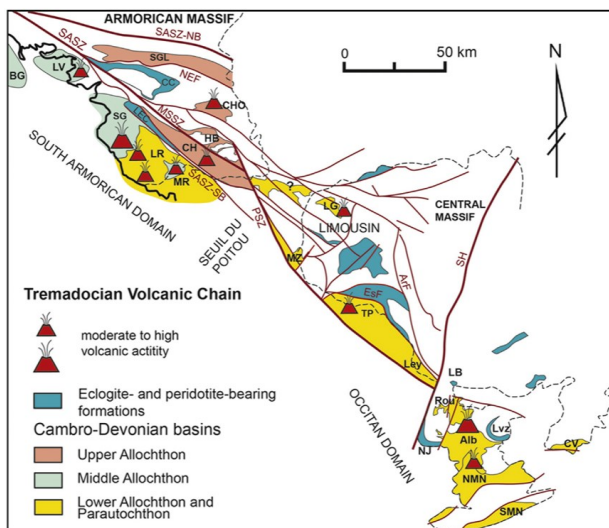 ARMORICAN MASSIF
SASZ
SASZ-NB
0
50 km
N
SGL
LV
BG
NEF
CC
CHO
MSSZ
SG
HB
CH
LR
MR
SASZ-SB
SOUTH ARMORICAN DOMAIN
?
LG
CENTRAL
MASSIF
LIMOUSIN
SEUIL DU
POITOU
PSZ
MZ
ArF
SH
EsF
TP
Ley
LB
OCCITAN DOMAIN
Rou
Alb
Lvz
NJ
CV
NMN
SMN
Tremadocian Volcanic Chain
moderate to high
volcanic actitity
Eclogite- and peridotite-bearing
formations
Cambro-Devonian basins
Upper Allochthon
Middle Allochthon
Lower Allochthon and
Parautochthon